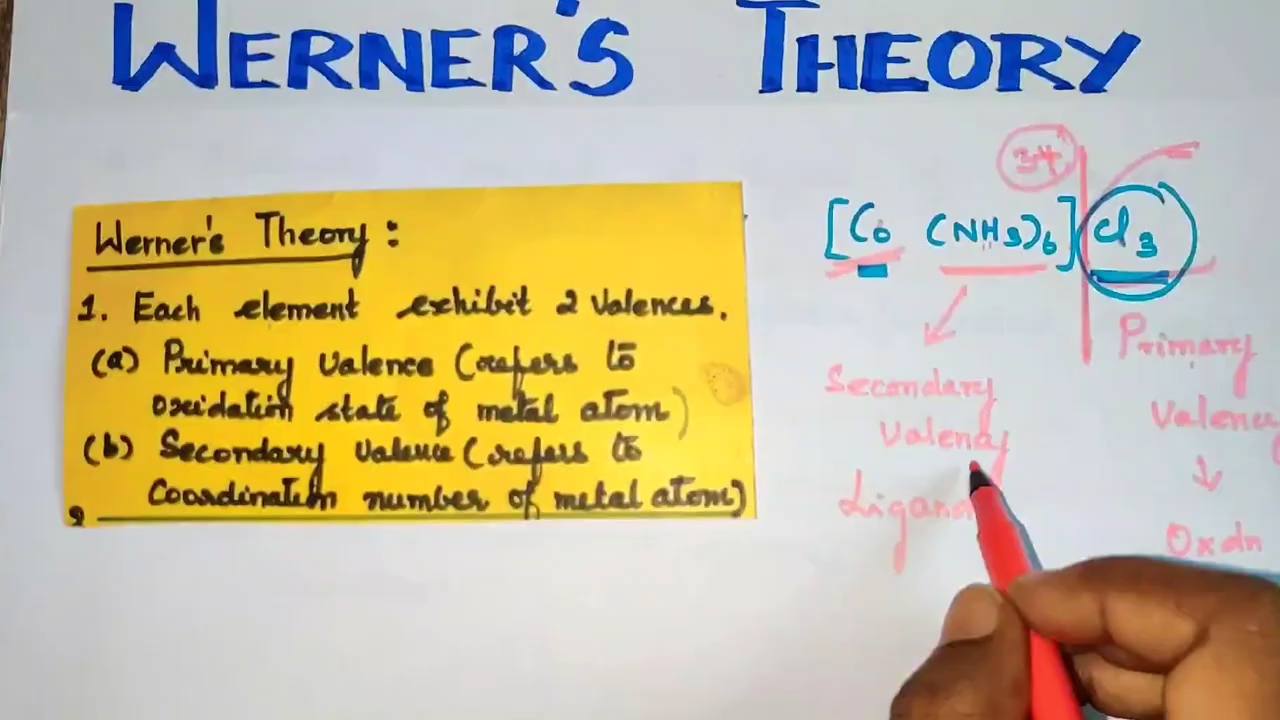 WERNER'S THEORY
Werner's Theory :
1. Each element exhibit 2 valences.
(a) Primary valence (refers to
oxidation state of metal atom)
(b) Secondary valence (refers to
Coordination number of metal atom)
3+
[Co (NH3)6] Cl3
Secondary
Valency
Ligand
Primary
Valency
Oxdn